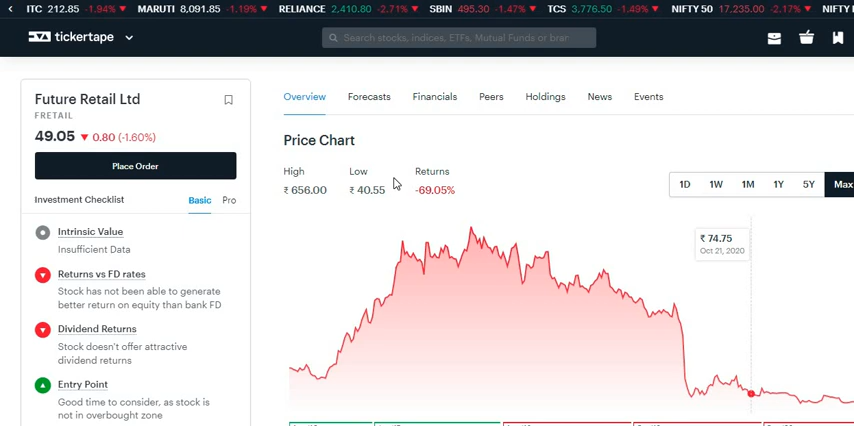 ITC 212.85 -1.94% MARUTI 8,091.85 -1.19% RELIANCE 2,410.80 -2.71% SBIN 495.30 -1.47% TCS 3,776.50 -1.49% NIFTY 50 17,235.00 -2.17% NIFTY
tickertape
Search stocks, indices, ETFs, Mutual Funds or bran
Future Retail Ltd
FRETAIL
49.05 0.80 (-1.60%)
Place Order
Investment Checklist Basic Pro
Intrinsic Value
Insufficient Data
Returns vs FD rates
Stock has not been able to generate
better return on equity than bank FD
Dividend Returns
Stock doesn't offer attractive
dividend returns
Entry Point
Good time to consider, as stock is
not in overbought zone
Overview Forecasts Financials Peers Holdings News Events
Price Chart
High Low Returns
₹ 656.00 ₹ 40.55 -69.05%
1D 1W 1M 1Y 5Y Max
₹ 74.75
Oct 21, 2020